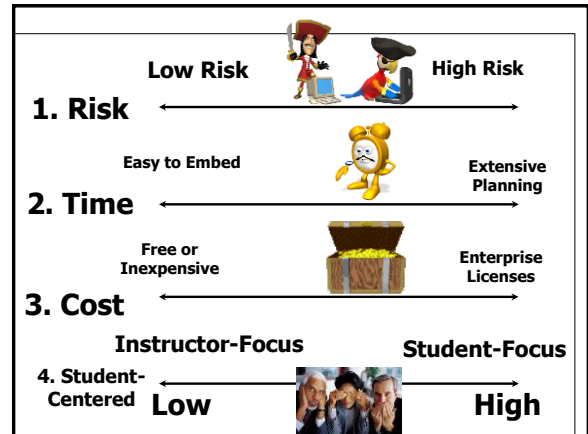 Low Risk
High Risk
1. Risk
Easy to Embed
Extensive
Planning
2. Time
Free or
Inexpensive
Enterprise
Licenses
3. Cost
Instructor-Focus
Student-Focus
4. Student-
Centered
Low
High